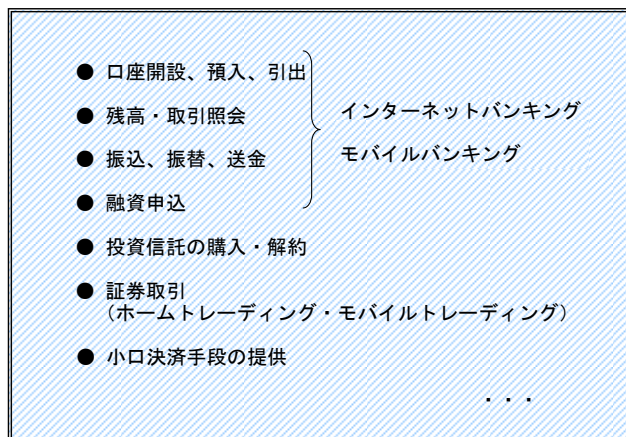 ● 口座開設、預入、引出
● 残高・取引照会
インターネットバンキング
● 振込、振替、送金
モバイルバンキング
● 融資申込
● 投資信託の購入・解約
● 証券取引
(ホームトレーディング・モバイルトレーディング)
● 小口決済手段の提供
・・・